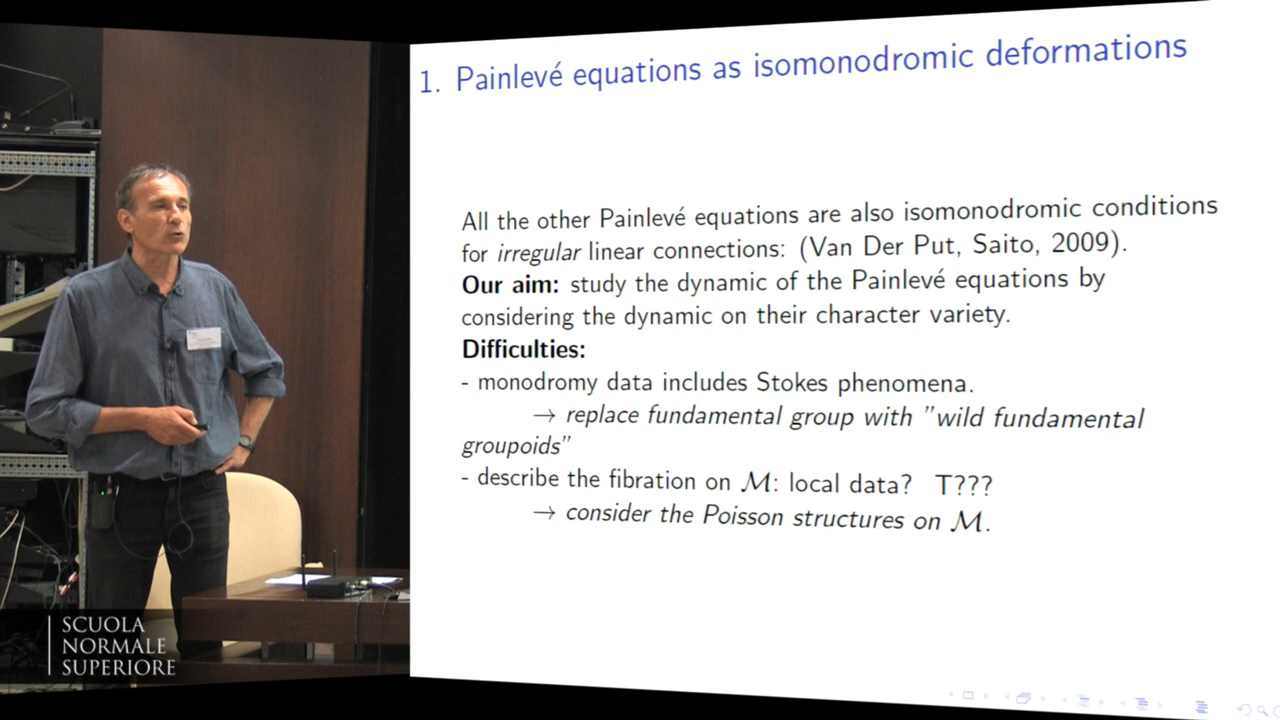 1. Painlevé equations as isomonodromic deformations
All the other Painlevé equations are also isomonodromic conditions
for irregular linear connections: (Van Der Put, Saito, 2009).
Our aim: study the dynamic of the Painlevé equations by
considering the dynamic on their character variety.
Difficulties:
- monodromy data includes Stokes phenomena.
→ replace fundamental group with "wild fundamental
groupoids"
- describe the fibration on M: local data? T???
→ consider the Poisson structures on M.
SCUOLA
NORMALE
SUPERIORE